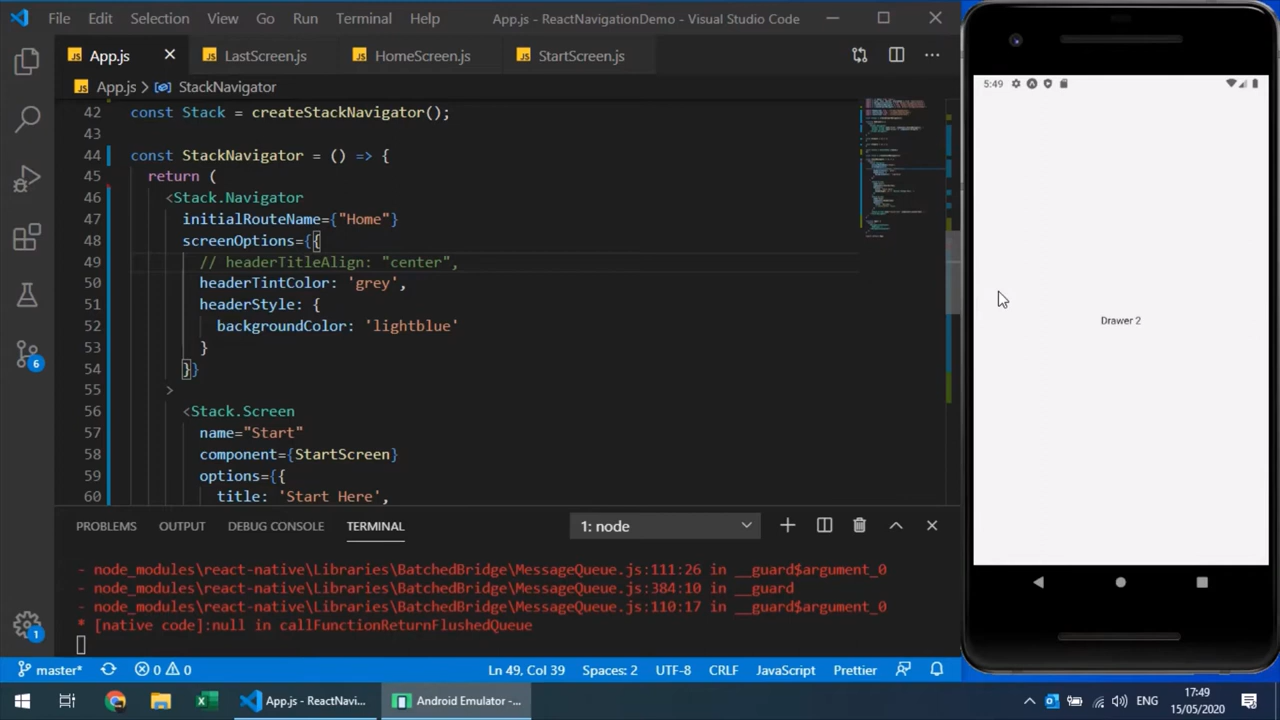 File Edit Selection View Go Run Terminal Help App.js - ReactNavigationDemo - Visual Studio Code
JS App.js JS LastScreen.js JS HomeScreen.js JS StartScreen.js
JS App.js > StackNavigator
42 const Stack = createStackNavigator();
43
44 const StackNavigator = () => {
45 return (
46 <Stack.Navigator
47 initialRouteName={"Home"}
48 screenOptions={{
49 // headerTitleAlign: "center",
50 headerTintColor: 'grey',
51 headerStyle: {
52 backgroundColor: 'lightblue'
53 }
54 }}
55 >
56 <Stack.Screen
57 name="Start"
58 component={StartScreen}
59 options={{
60 title: 'Start Here',
PROBLEMS OUTPUT DEBUG CONSOLE TERMINAL 1: node
- node_modules\react-native\Libraries\BatchedBridge\MessageQueue.js:111:26 in __guard$argument_0
- node_modules\react-native\Libraries\BatchedBridge\MessageQueue.js:384:10 in __guard
- node_modules\react-native\Libraries\BatchedBridge\MessageQueue.js:110:17 in __guard$argument_0
* [native code]:null in callFunctionReturnFlushedQueue
6
1
master* 0 0 Ln 49, Col 39 Spaces: 2 UTF-8 CRLF JavaScript Prettier
5:49
Drawer 2
App.js - ReactNavi... Android Emulator -... ENG 17:49
15/05/2020